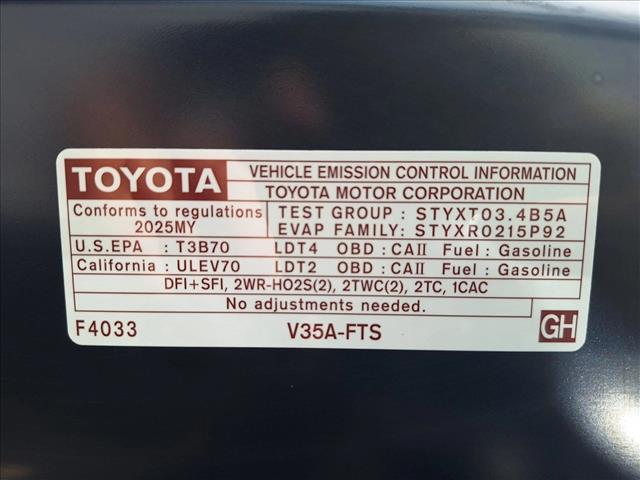 TOYOTA
VEHICLE EMISSION CONTROL INFORMATION
TOYOTA MOTOR CORPORATION
Conforms to regulations
2025MY
TEST GROUP : STYXT03.4B5A
EVAP FAMILY: STYXR0215P92
U.S.EPA : T3B70 LDT4 OBD : CAII Fuel : Gasoline
California : ULEV70 LDT2 OBD : CAII Fuel : Gasoline
DFI+SFI, 2WR-HO2S(2), 2TWC(2), 2TC, 1CAC
No adjustments needed.
F4033 V35A-FTS GH